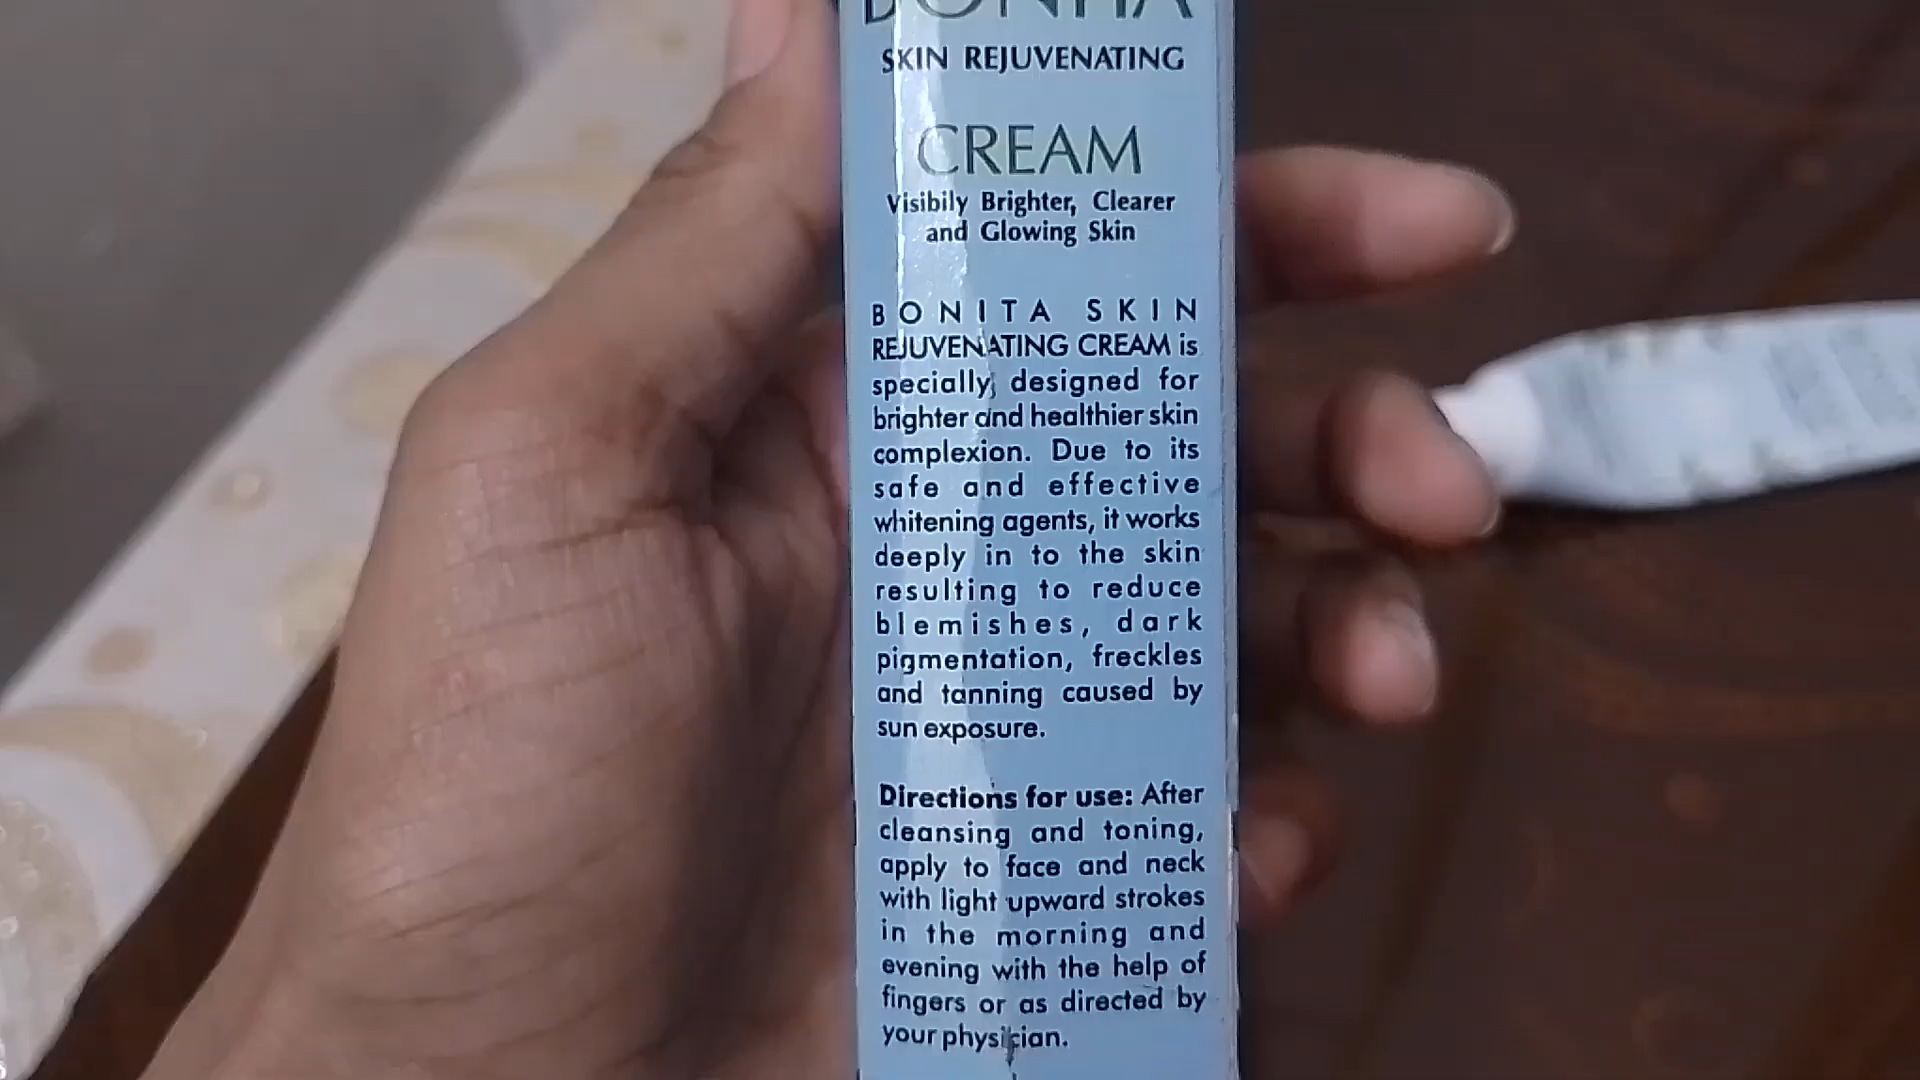 BONITA
SKIN REJUVENATING
CREAM
Visibily Brighter, Clearer
and Glowing Skin
BONITA SKIN
REJUVENATING CREAM is
specially designed for
brighter and healthier skin
complexion. Due to its
safe and effective
whitening agents, it works
deeply in to the skin
resulting to reduce
blemishes, dark
pigmentation, freckles
and tanning caused by
sun exposure.
Directions for use: After
cleansing and toning,
apply to face and neck
with light upward strokes
in the morning and
evening with the help of
fingers or as directed by
your physician.